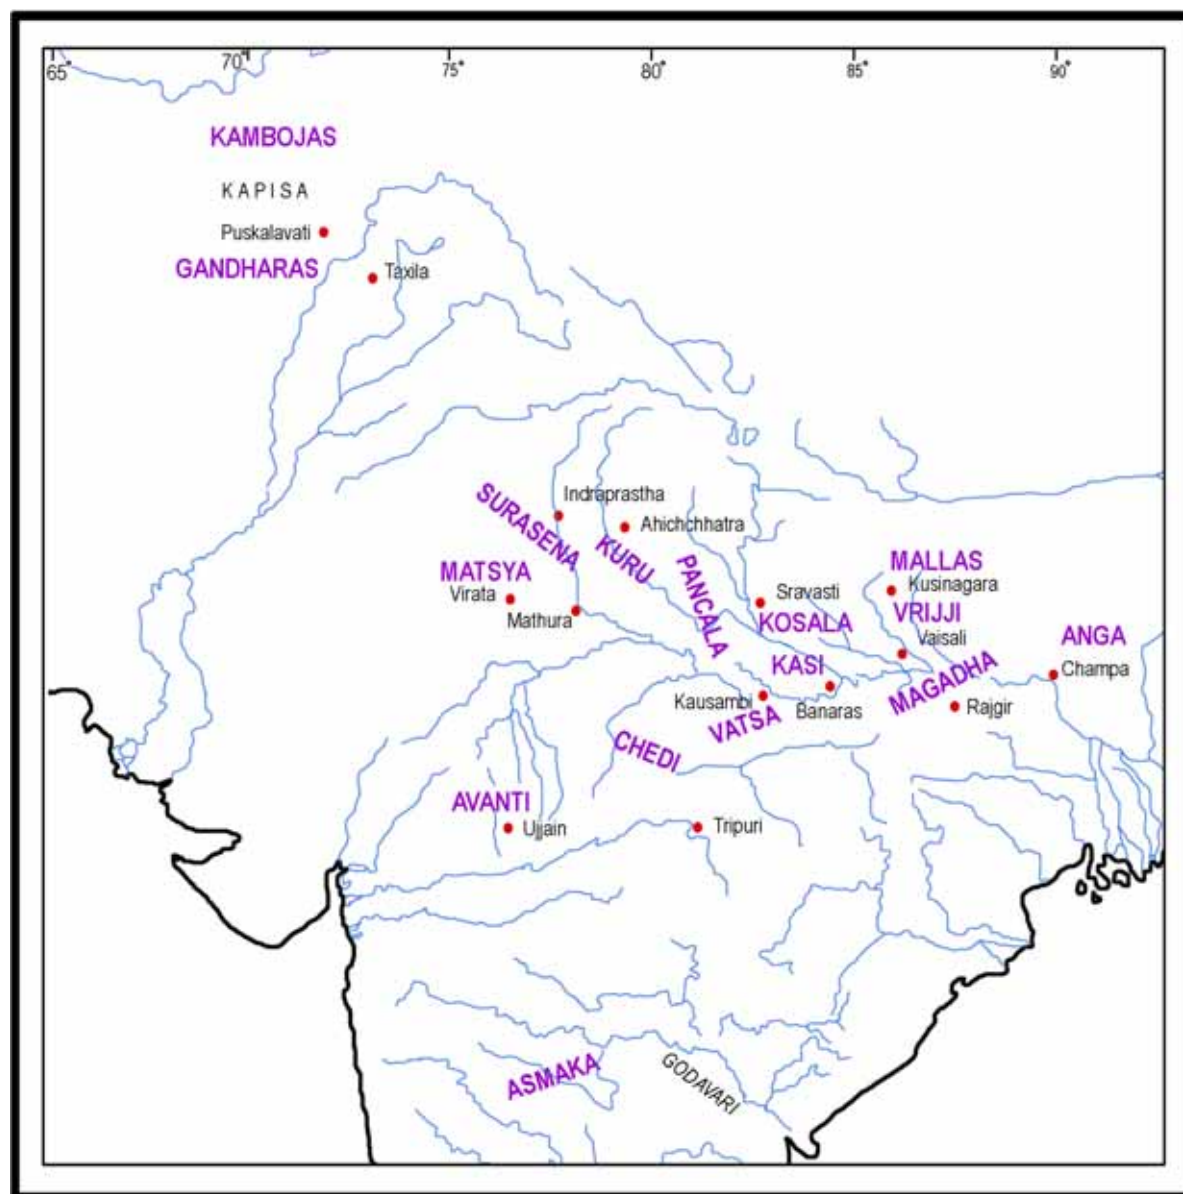 65°
70°
75°
80°
85°
90°
KAMBOJAS
KAPISA
Puskalavati
GANDHARAS
Taxila
Indraprastha
SURASENA
Ahichchhatra
KURU
PANCALA
MATSYA
Virata
Mathura
MALLAS
Kusinagara
Sravasti
KOSALA
VRIJJI
Vaisali
ANGA
Champa
KASI
MAGADHA
Kausambi
Banaras
Rajgir
VATSA
CHEDI
AVANTI
Ujjain
Tripuri
ASMAKA
GODAVARI